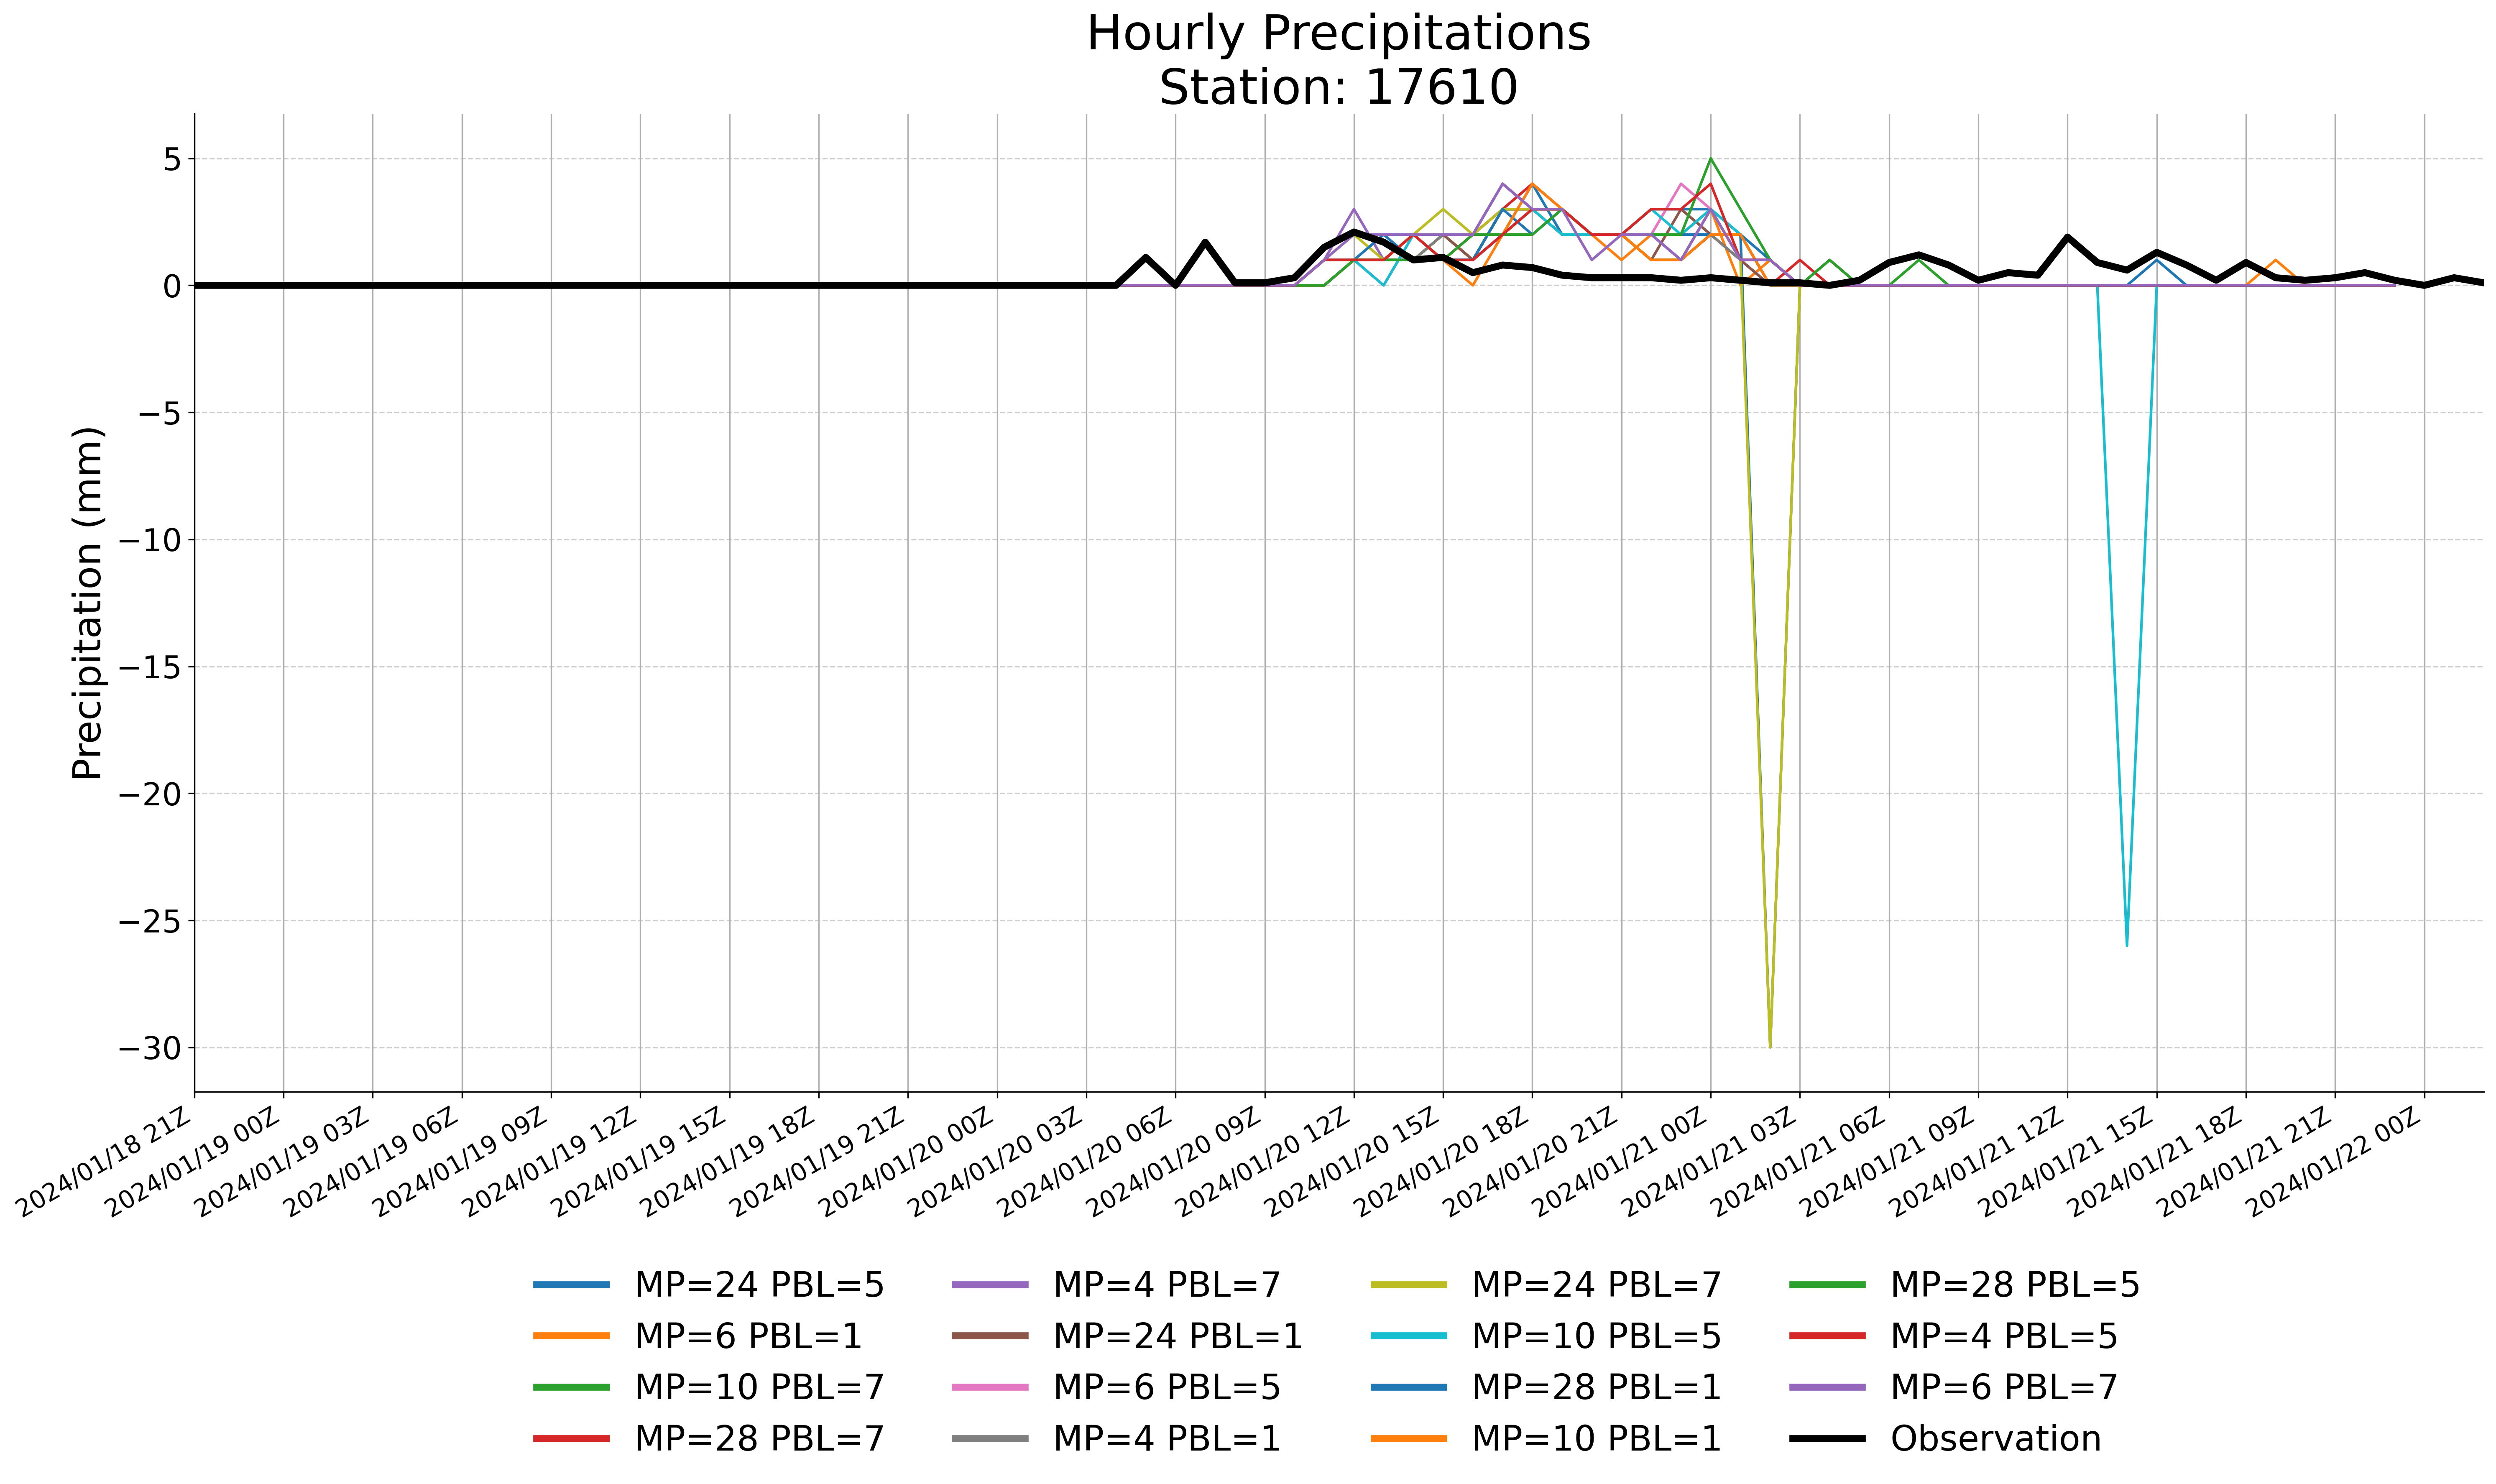 Hourly Precipitations
Station: 17610
Precipitation (mm)
5
0
−5
−10
−15
−20
−25
−30
2024/01/18 21Z
2024/01/19 00Z
2024/01/19 03Z
2024/01/19 06Z
2024/01/19 09Z
2024/01/19 12Z
2024/01/19 15Z
2024/01/19 18Z
2024/01/19 21Z
2024/01/20 00Z
2024/01/20 03Z
2024/01/20 06Z
2024/01/20 09Z
2024/01/20 12Z
2024/01/20 15Z
2024/01/20 18Z
2024/01/20 21Z
2024/01/21 00Z
2024/01/21 03Z
2024/01/21 06Z
2024/01/21 09Z
2024/01/21 12Z
2024/01/21 15Z
2024/01/21 18Z
2024/01/21 21Z
2024/01/22 00Z
MP=24 PBL=5
MP=6 PBL=1
MP=10 PBL=7
MP=28 PBL=7
MP=4 PBL=7
MP=24 PBL=1
MP=6 PBL=5
MP=4 PBL=1
MP=24 PBL=7
MP=10 PBL=5
MP=28 PBL=1
MP=10 PBL=1
MP=28 PBL=5
MP=4 PBL=5
MP=6 PBL=7
Observation